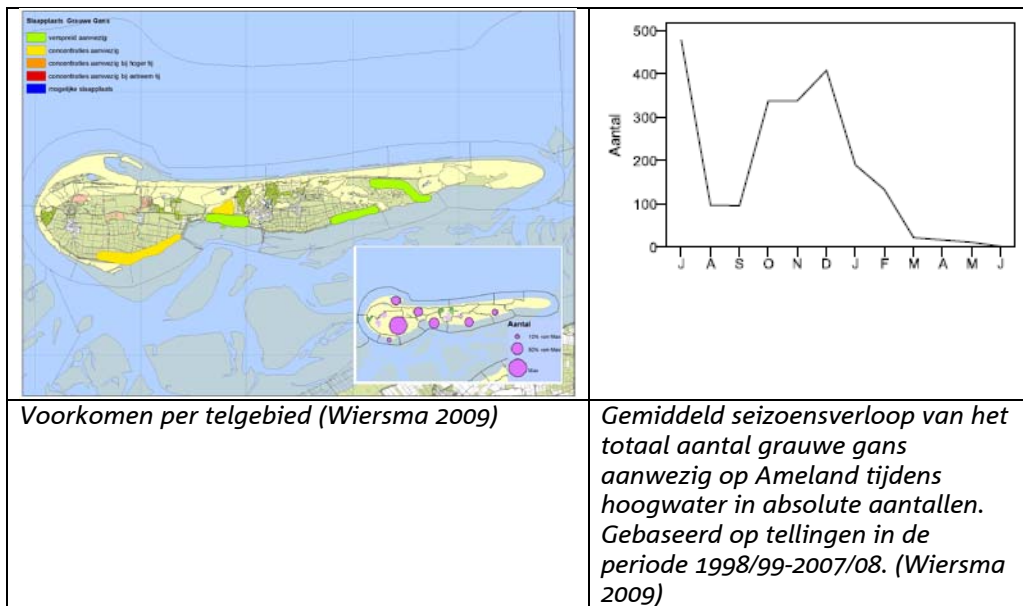 Slaapplaats Grauwe Gans
verspreid aanwezig
concentraties aanwezig
concentraties aanwezig bij hoger tij
concentraties aanwezig bij extreem tij
mogelijke slaapplaats
Aantal
10% van Max
50% van Max
Max
Aantal
500
400
300
200
100
0
J A S O N D J F M A M J
Voorkomen per telgebied (Wiersma 2009)
Gemiddeld seizoensverloop van het
totaal aantal grauwe gans
aanwezig op Ameland tijdens
hoogwater in absolute aantallen.
Gebaseerd op tellingen in de
periode 1998/99-2007/08. (Wiersma
2009)